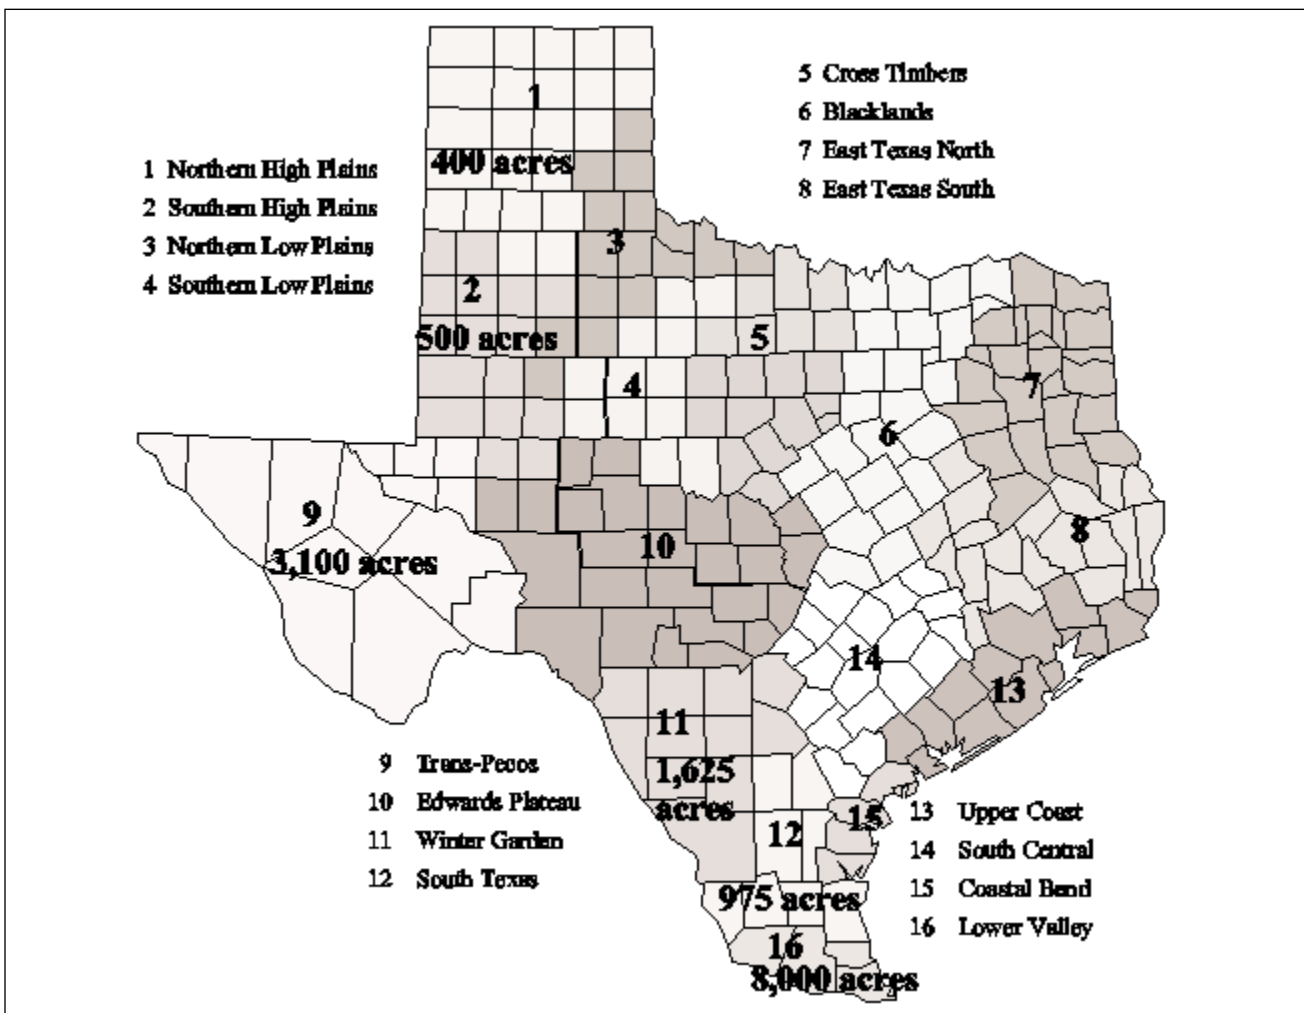 5 Cross Timbers
6 Blacklands
7 East Texas North
8 East Texas South
1 Northern High Plains
2 Southern High Plains
3 Northern Low Plains
4 Southern Low Plains
1
400 acres
3
2
500 acres
5
4
7
6
9
3,100 acres
10
8
14
13
11
1,625
acres
12
15
975 acres
16
8,000 acres
9 Trans-Pecos
10 Edwards Plateau
11 Winter Garden
12 South Texas
13 Upper Coast
14 South Central
15 Coastal Bend
16 Lower Valley